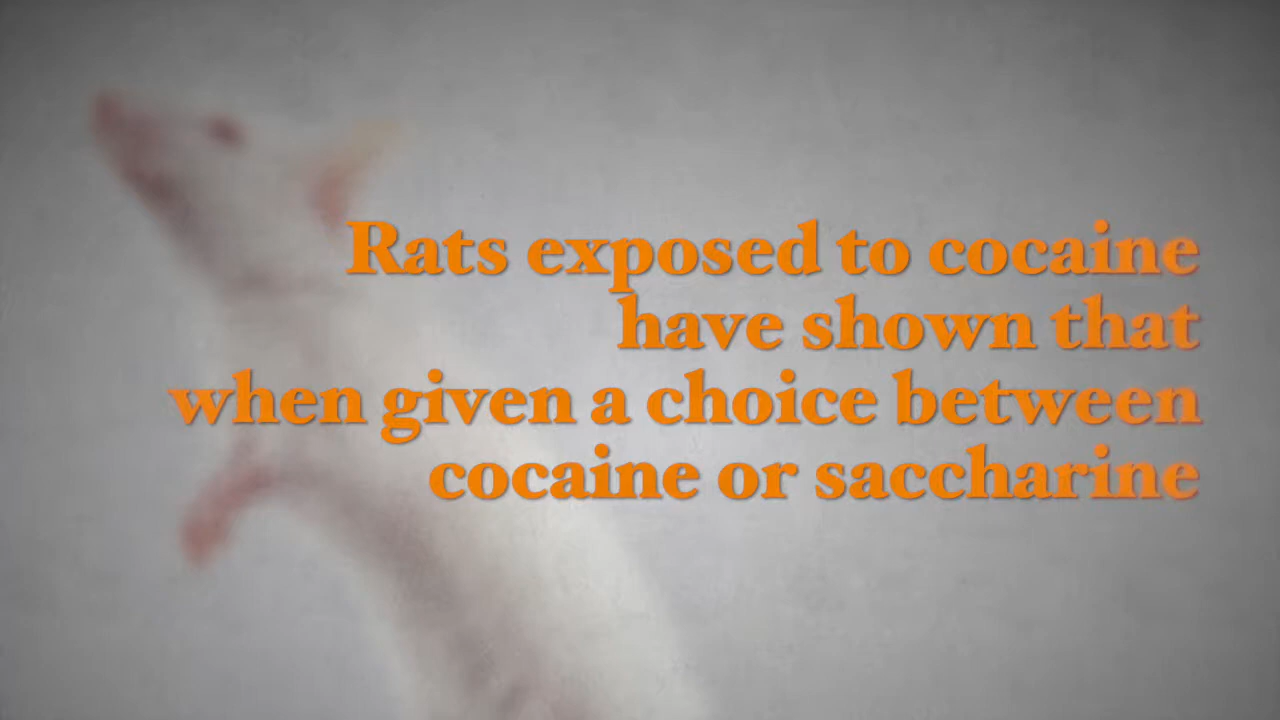 Rats exposed to cocaine
have shown that
when given a choice between
cocaine or saccharine